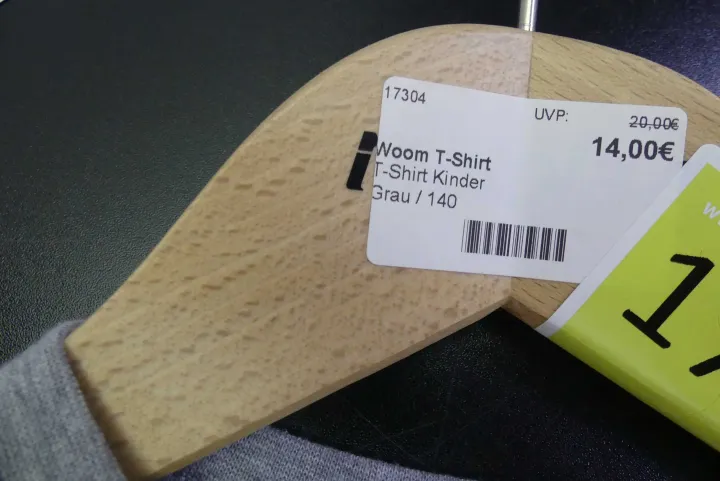 17304
UVP:
20,00€
14,00€
Woom T-Shirt
T-Shirt Kinder
Grau / 140